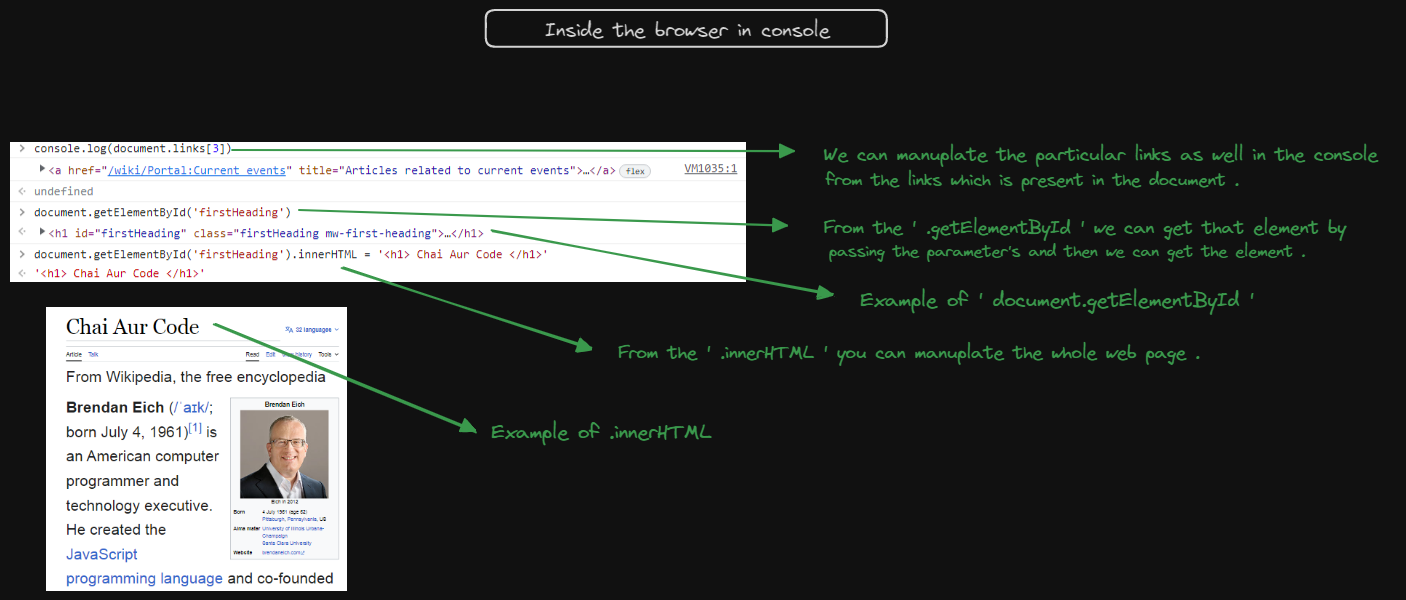 Inside the browser in console
console.log(document.links[3])
<a href="/wiki/Portal:Current_events" title="Articles related to current events">…</a> flex VM1035:1
undefined
document.getElementById('firstHeading')
<h1 id="firstHeading" class="firstHeading mw-first-heading">…</h1>
document.getElementById('firstHeading').innerHTML = '<h1> Chai Aur Code </h1>'
'<h1> Chai Aur Code </h1>'
We can manuplate the particular links as well in the console
from the links which is present in the document .
From the ' .getElementById ' we can get that element by
passing the parameter's and then we can get the element .
Example of ' document.getElementById '
From the ' .innerHTML ' you can manuplate the whole web page .
Example of .innerHTML
Chai Aur Code
32 languages
Article Talk Read Edit View history Tools
From Wikipedia, the free encyclopedia
Brendan Eich (/ˈaɪk/;
born July 4, 1961)[1] is
an American computer
programmer and
technology executive.
He created the
JavaScript
programming language and co-founded
Brendan Eich
Eich in 2012
Born 4 July 1961 (age 62)
Pittsburgh, Pennsylvania, US
Alma mater University of Illinois Urbana-
Champaign
Santa Clara University
Website brendaneich.com